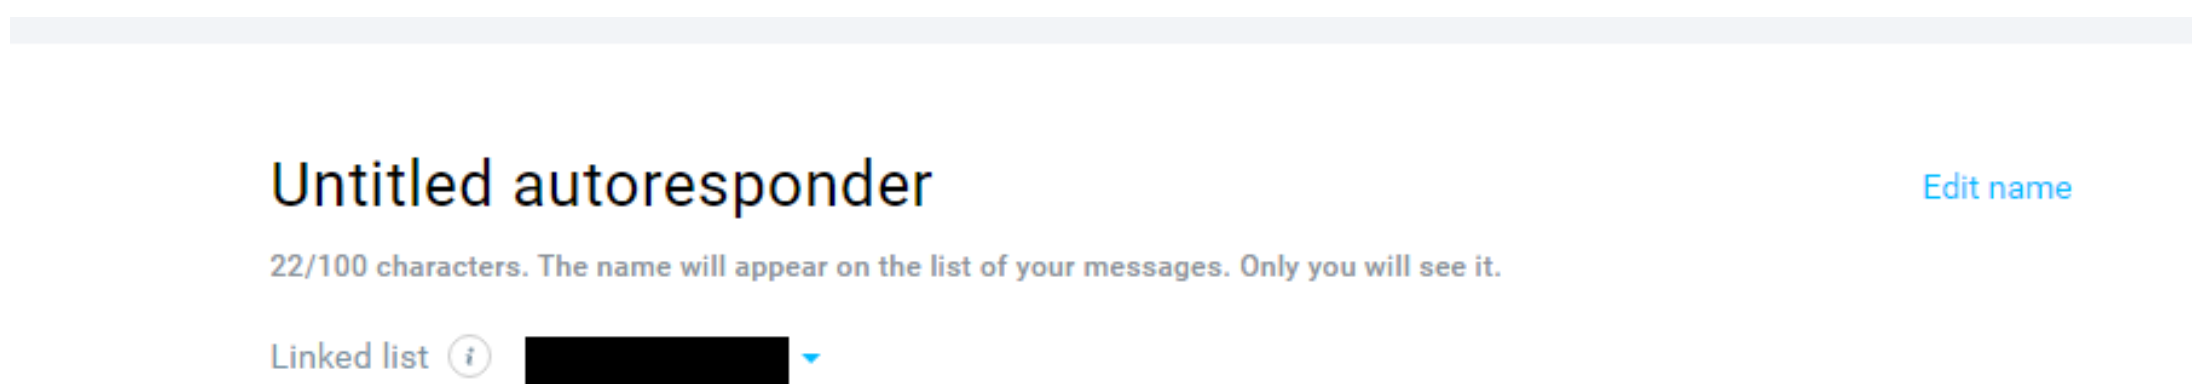 Untitled autoresponder
Edit name
22/100 characters. The name will appear on the list of your messages. Only you will see it.
Linked list i